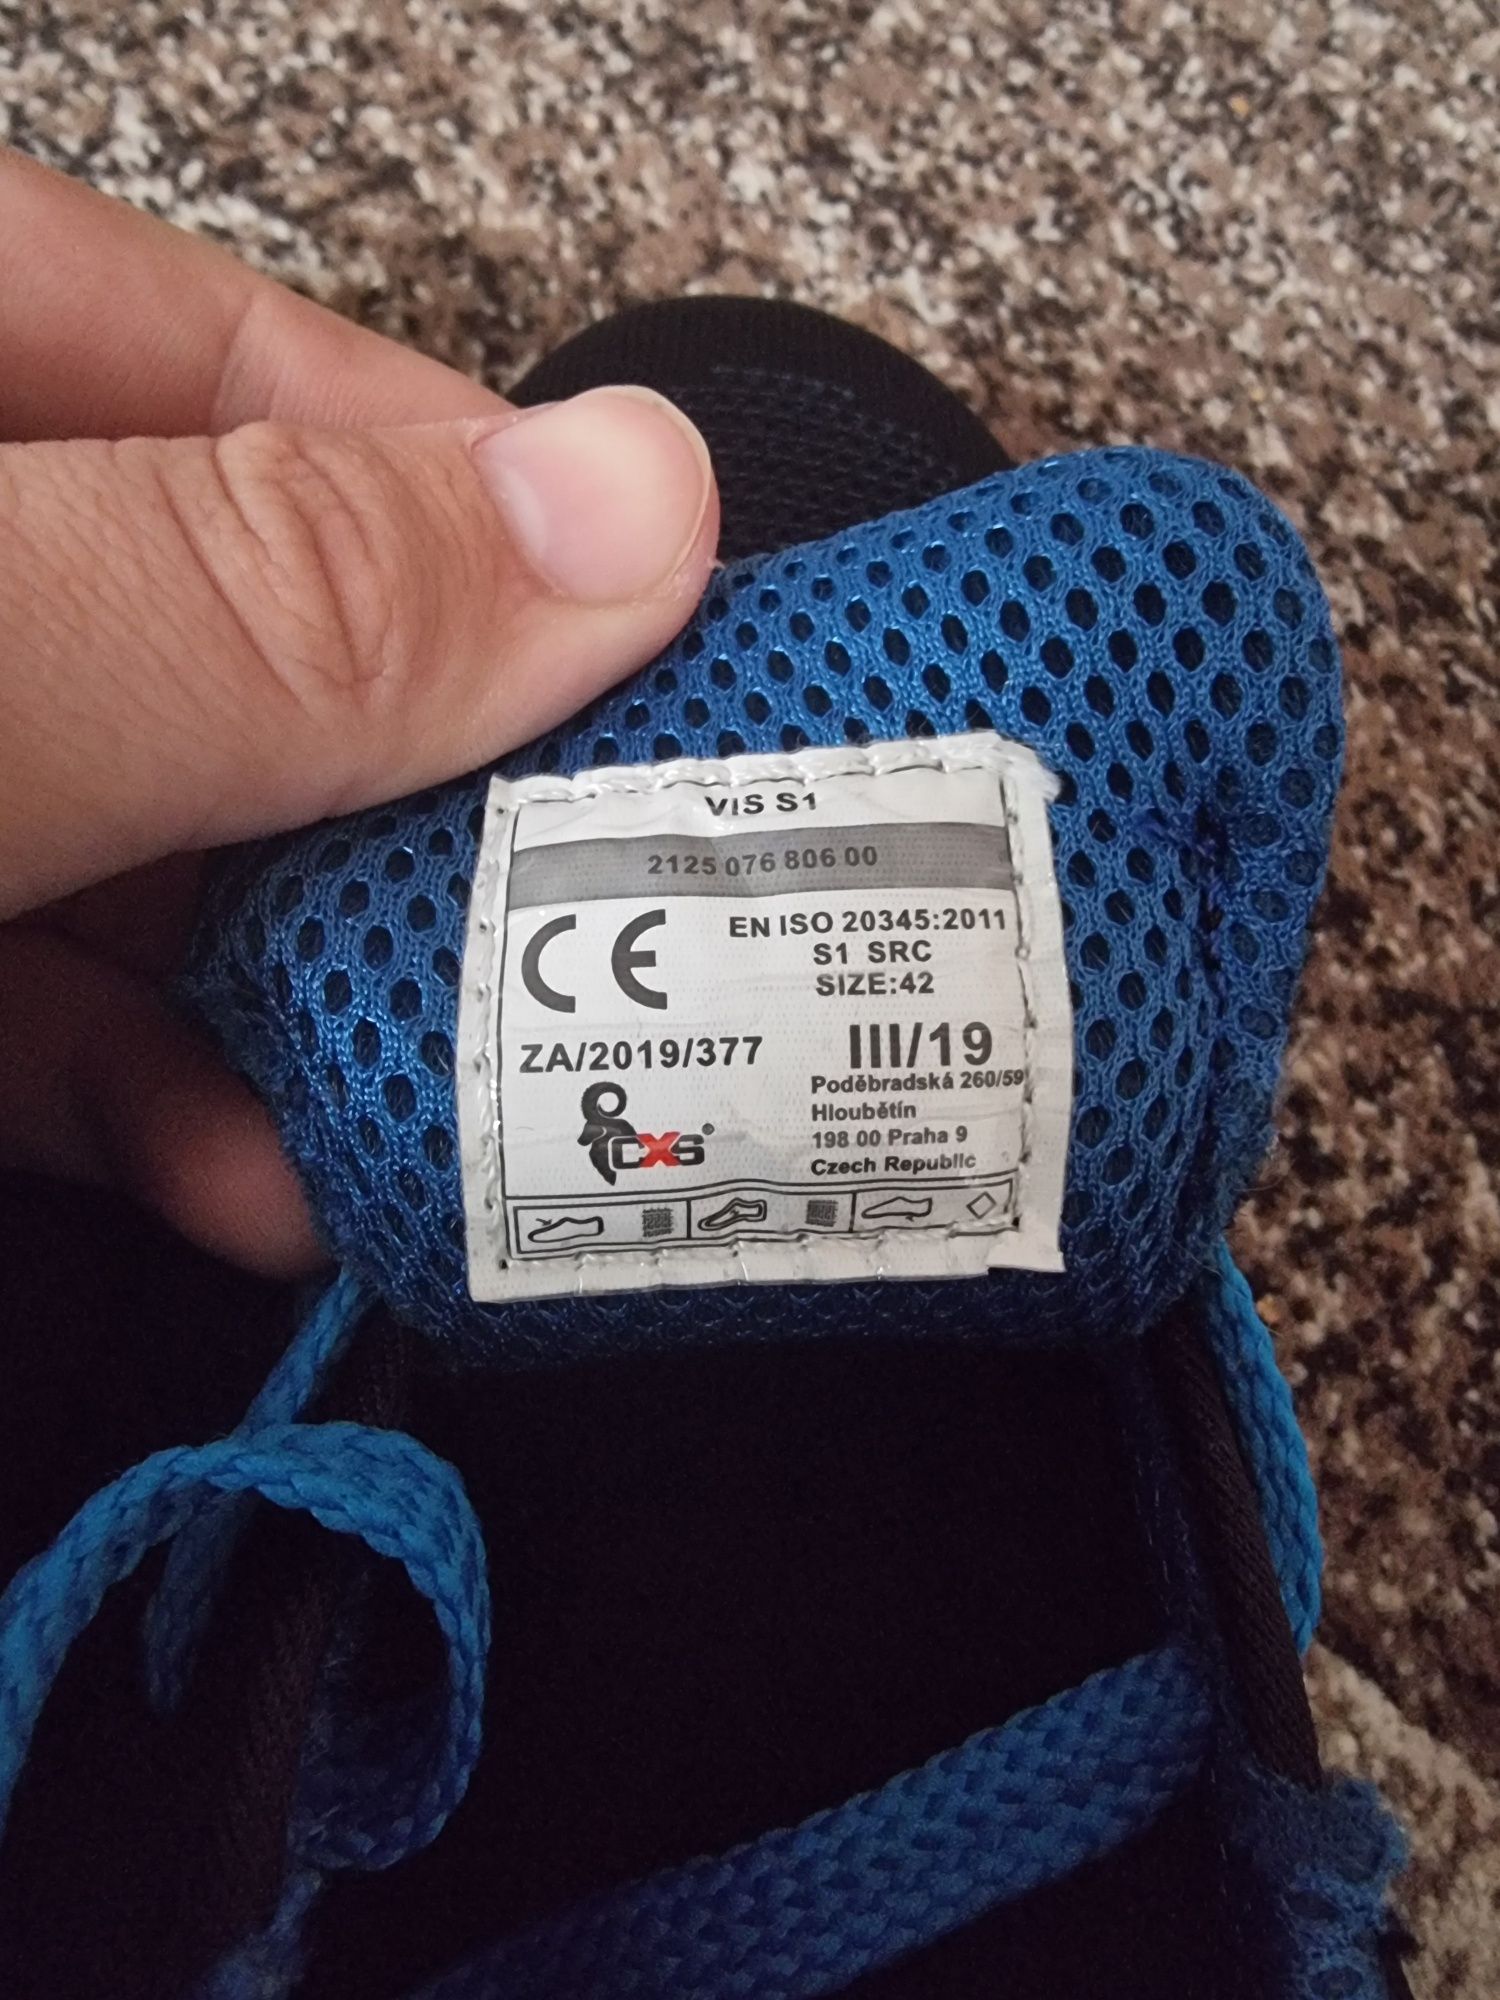 VIS S1
2125 076 806 00
CE
EN ISO 20345:2011
S1 SRC
SIZE:42
ZA/2019/377
III/19
Poděbradská 260/59
Hloubětín
198 00 Praha 9
Czech Republic
CXS®